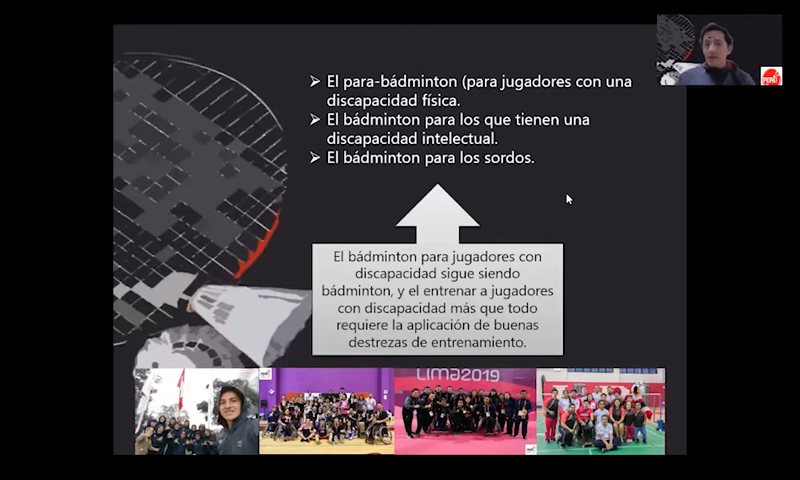 ➢ El para-bádminton (para jugadores con una
discapacidad física.
➢ El bádminton para los que tienen una
discapacidad intelectual.
➢ El bádminton para los sordos.
El bádminton para jugadores con
discapacidad sigue siendo
bádminton, y el entrenar a jugadores
con discapacidad más que todo
requiere la aplicación de buenas
destrezas de entrenamiento.
LIMA2019
PERÚ